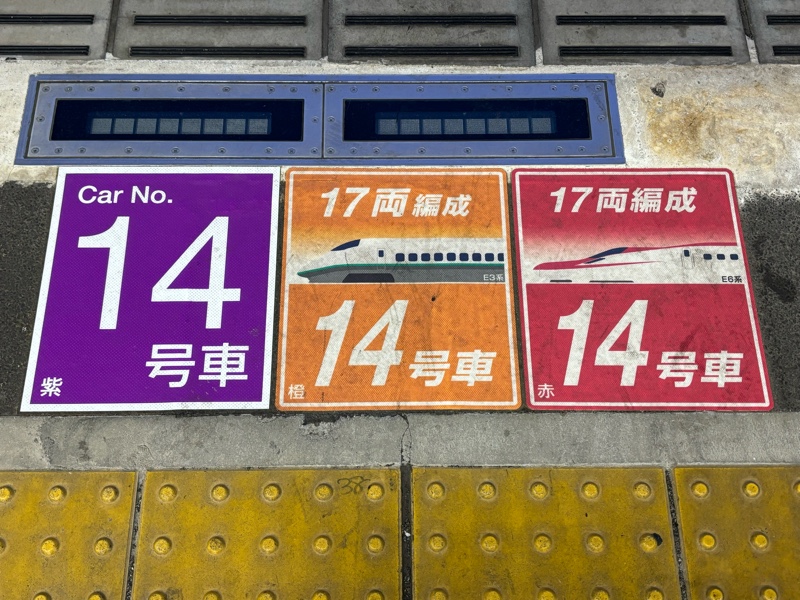 Car No.
14
号車
紫
17両編成
E3系
14号車
橙
17両編成
E6系
14号車
赤
38